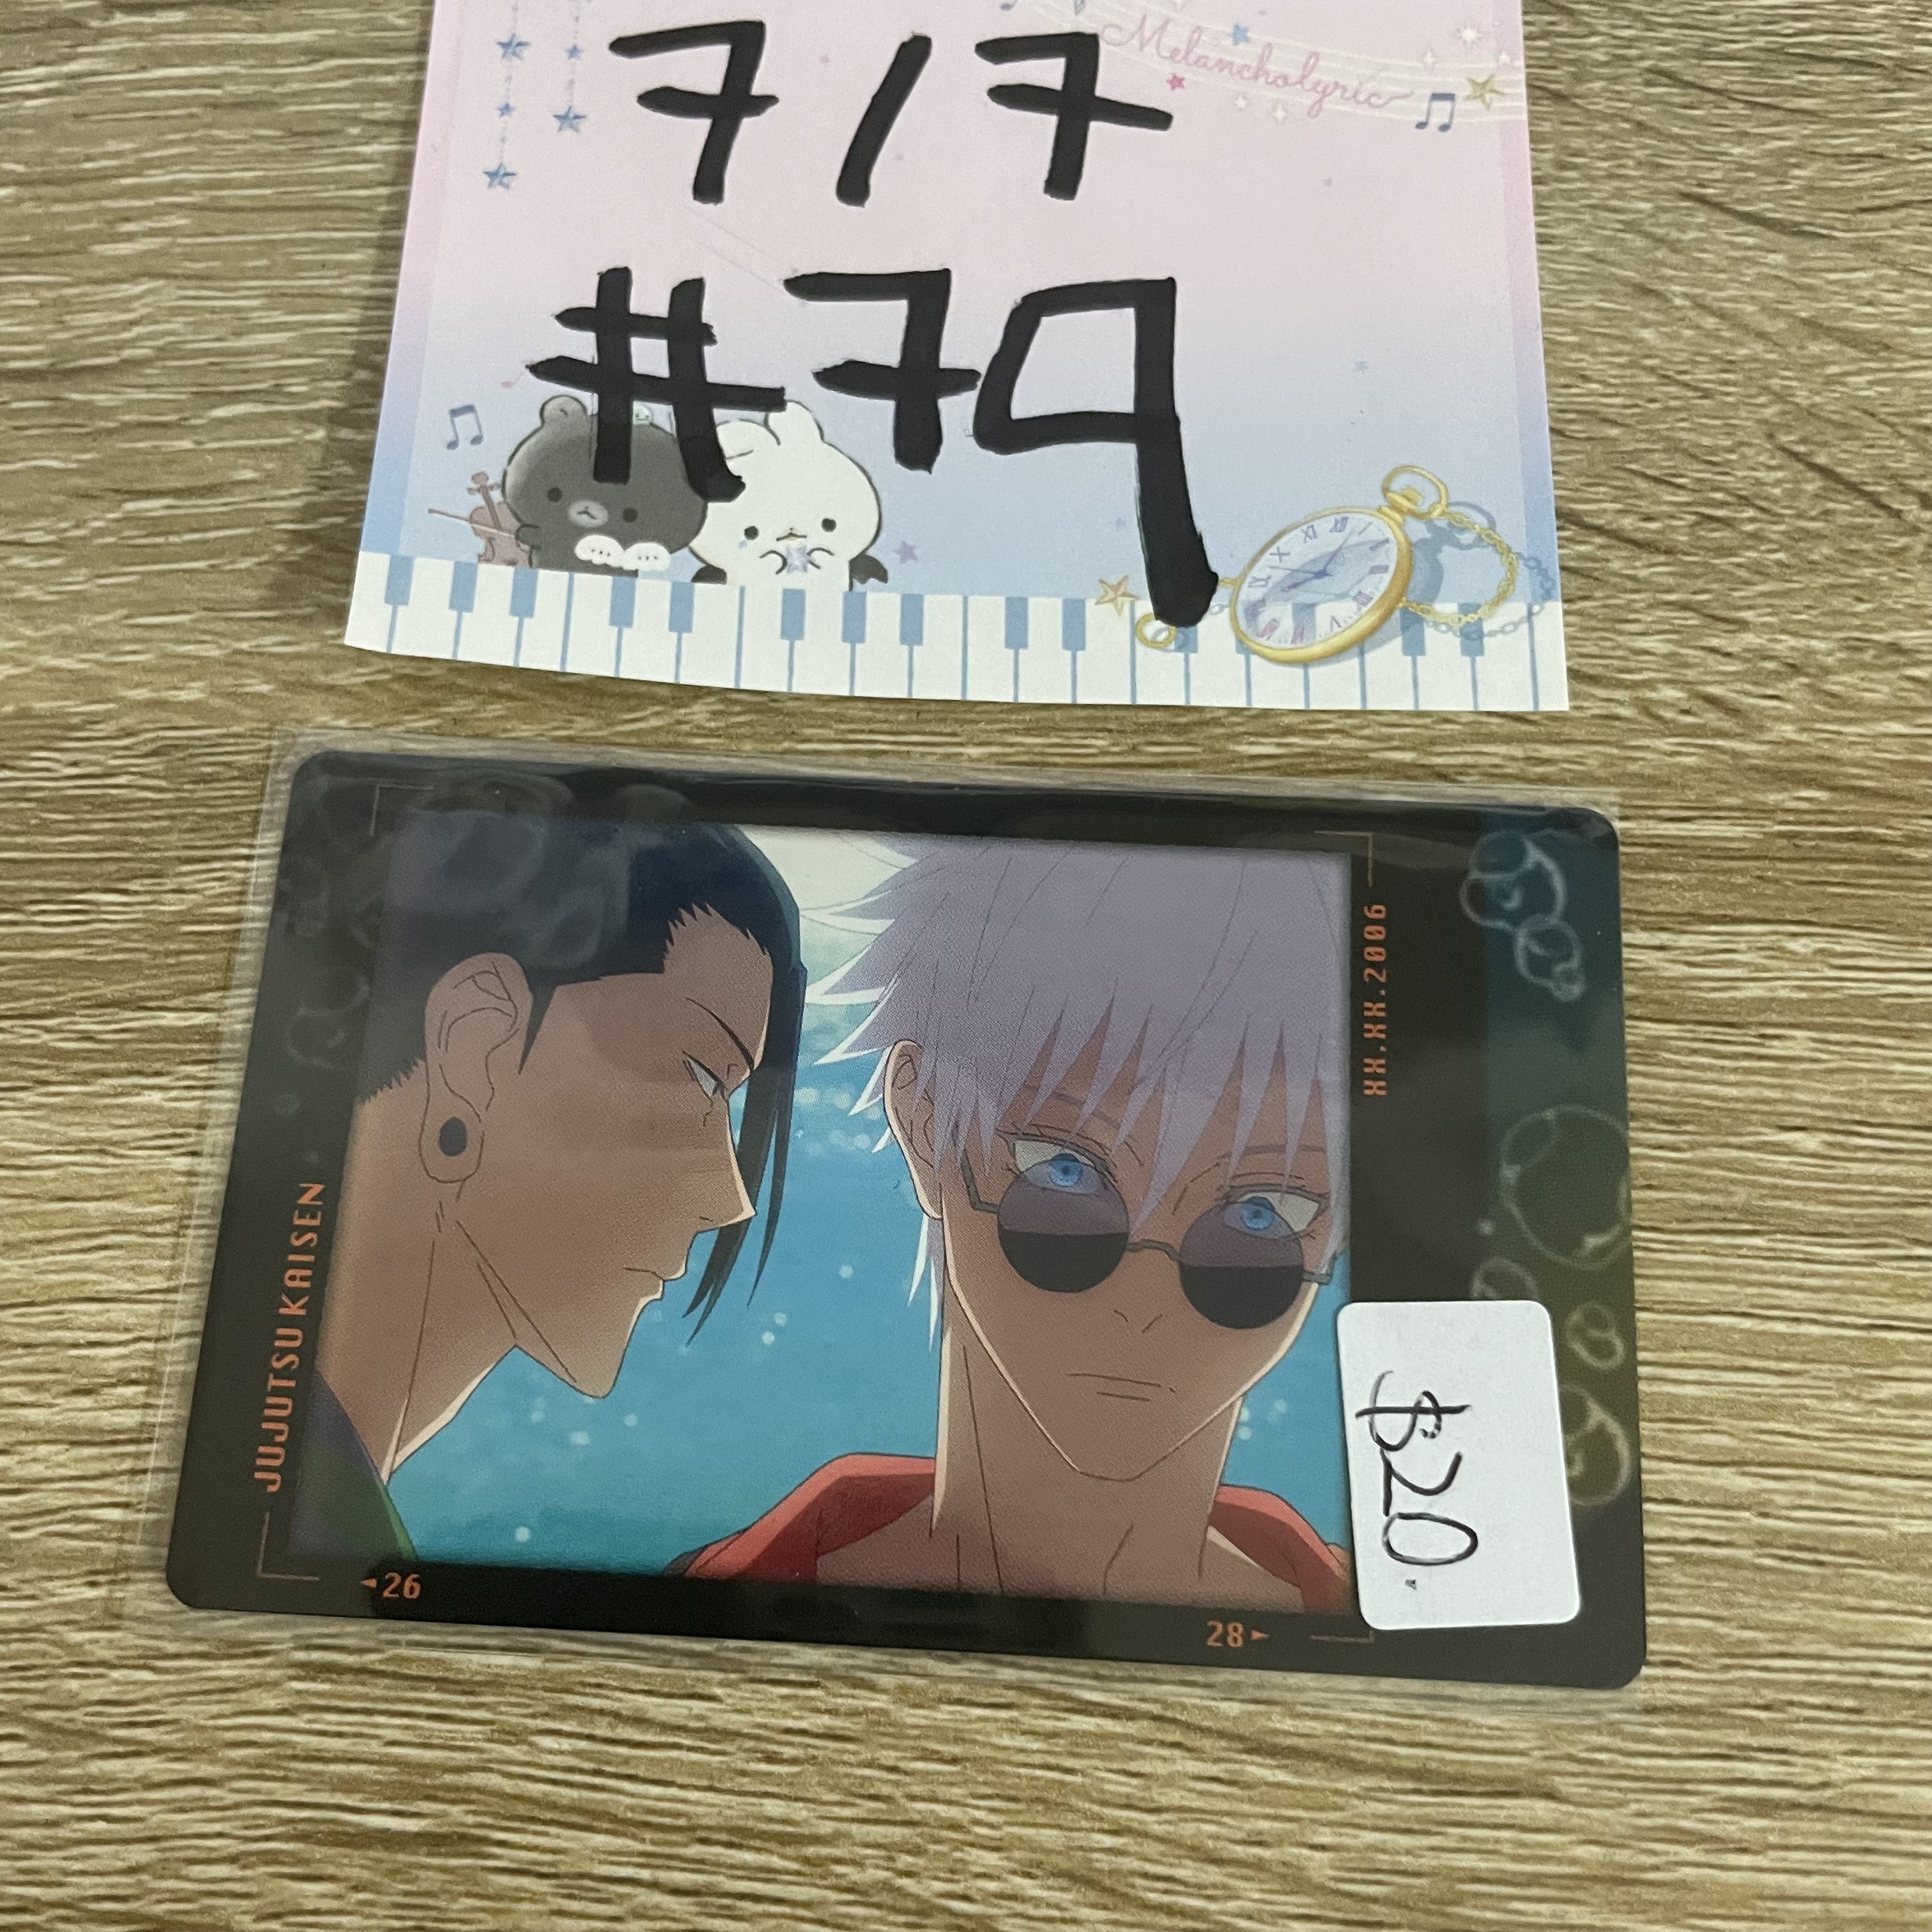 Melancholyric
7/7
#79
XX.XX.2006
JUJUTSU KAISEN
$20.
◄26
28►